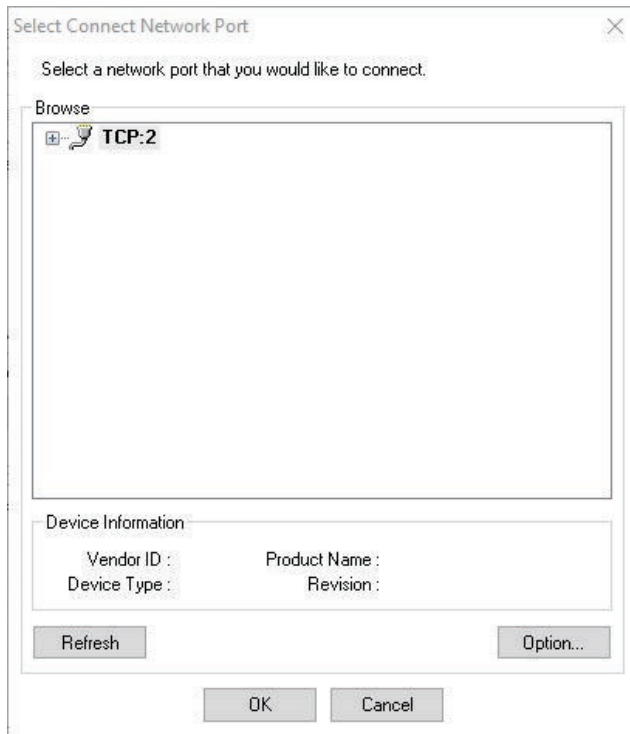 Select Connect Network Port
Select a network port that you would like to connect.
Browse
TCP:2
Device Information
Vendor ID : Product Name :
Device Type : Revision :
Refresh Option...
OK Cancel